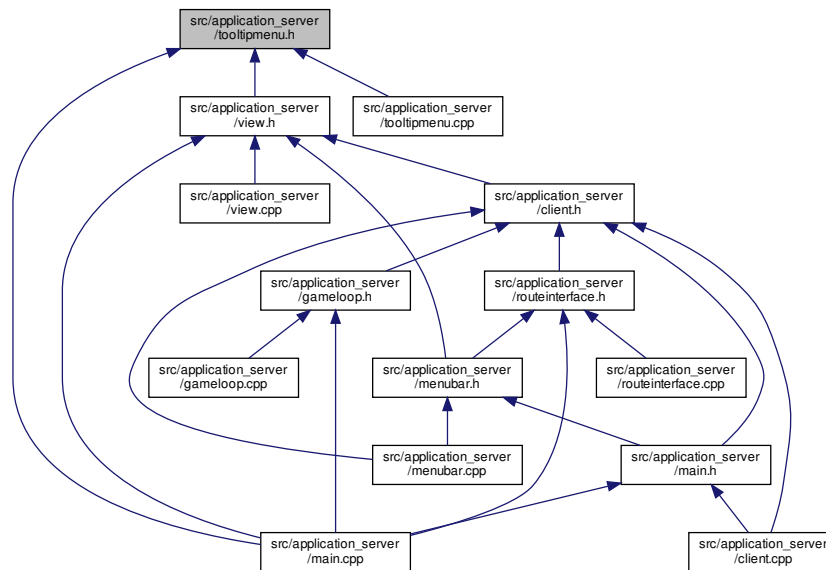 src/application_server
/tooltipmenu.h
src/application_server
/view.h
src/application_server
/tooltipmenu.cpp
src/application_server
/view.cpp
src/application_server
/client.h
src/application_server
/gameloop.h
src/application_server
/routeinterface.h
src/application_server
/gameloop.cpp
src/application_server
/menubar.h
src/application_server
/routeinterface.cpp
src/application_server
/menubar.cpp
src/application_server
/main.h
src/application_server
/main.cpp
src/application_server
/client.cpp